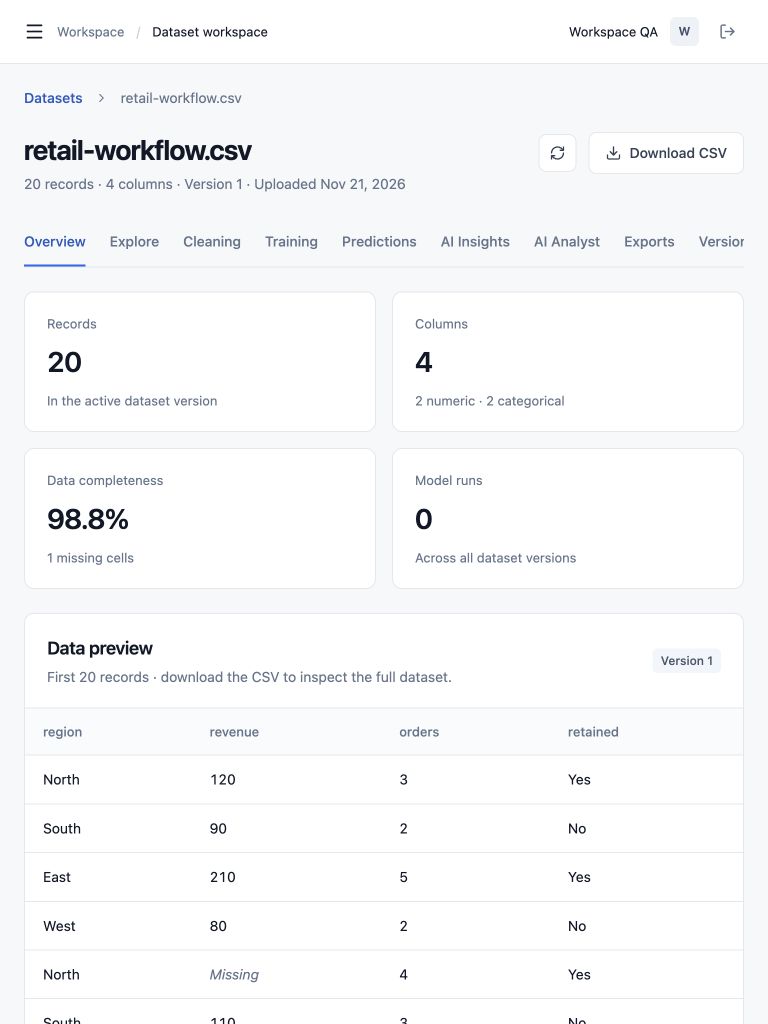 Workspace / Dataset workspace
Workspace QA W
Datasets > retail-workflow.csv
retail-workflow.csv
Download CSV
20 records · 4 columns · Version 1 · Uploaded Nov 21, 2026
Overview Explore Cleaning Training Predictions AI Insights AI Analyst Exports Version
Records
20
In the active dataset version
Columns
4
2 numeric · 2 categorical
Data completeness
98.8%
1 missing cells
Model runs
0
Across all dataset versions
Data preview
First 20 records · download the CSV to inspect the full dataset.
Version 1
region revenue orders retained
North 120 3 Yes
South 90 2 No
East 210 5 Yes
West 80 2 No
North Missing 4 Yes
South 110 3 No